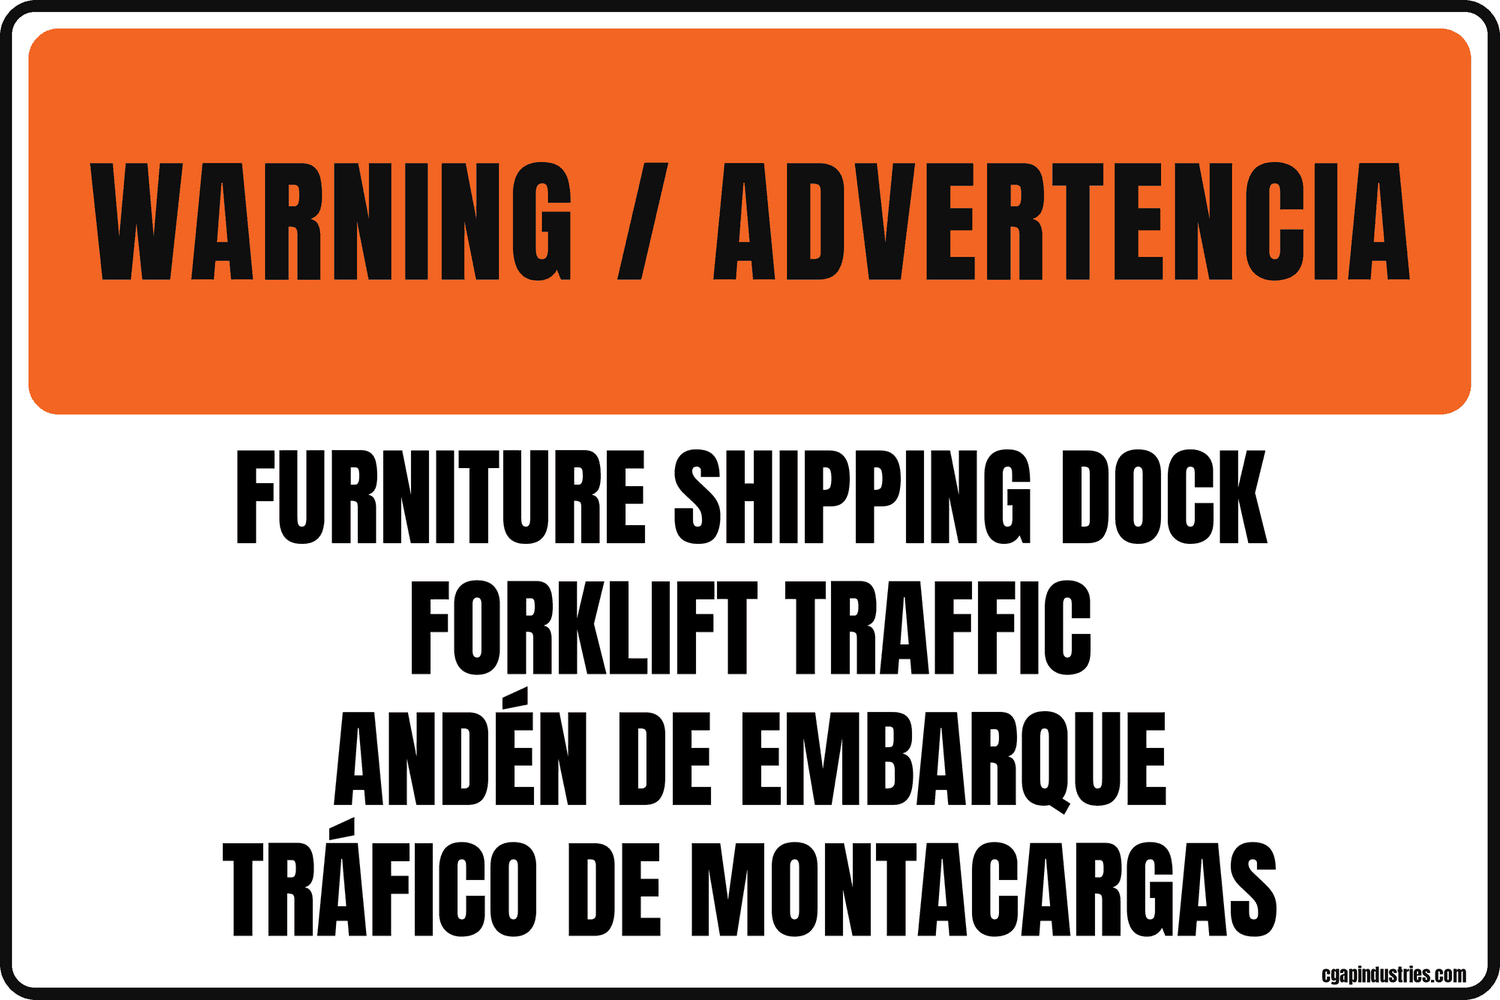 WARNING / ADVERTENCIA
FURNITURE SHIPPING DOCK
FORKLIFT TRAFFIC
ANDÉN DE EMBARQUE
TRÁFICO DE MONTACARGAS
cgapindustries.com